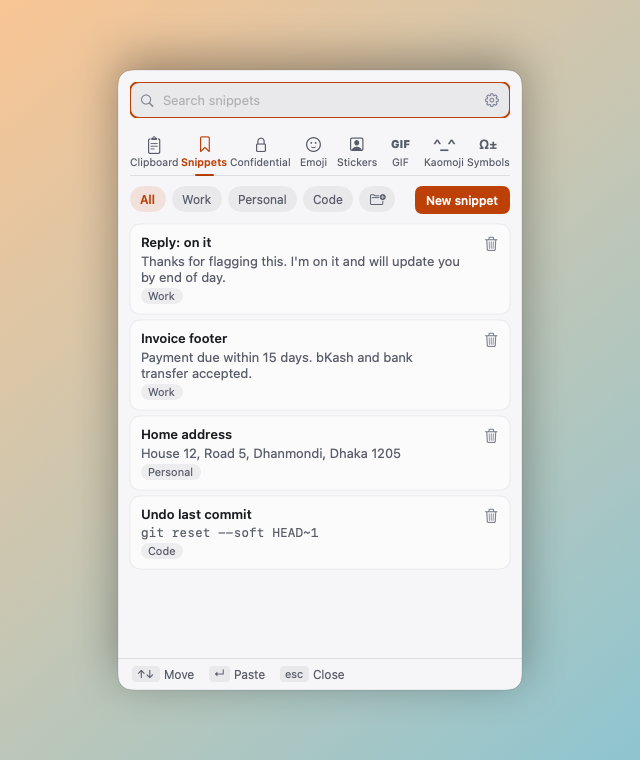 Search snippets
Clipboard Snippets Confidential Emoji Stickers GIF GIF ^_^ Kaomoji Ω± Symbols
All Work Personal Code New snippet
Reply: on it
Thanks for flagging this. I'm on it and will update you
by end of day.
Work
Invoice footer
Payment due within 15 days. bKash and bank
transfer accepted.
Work
Home address
House 12, Road 5, Dhanmondi, Dhaka 1205
Personal
Undo last commit
git reset --soft HEAD~1
Code
↑↓ Move ↵ Paste esc Close